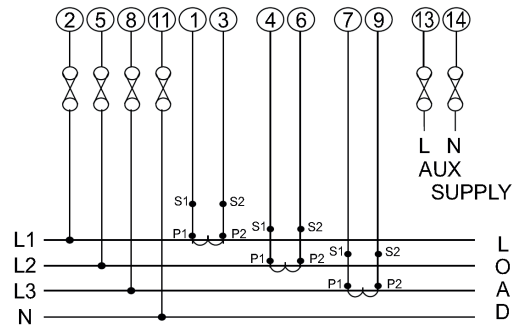 2 5 8 11 1 3 4 6 7 9 13 14
L N
AUX
SUPPLY
S1 S2
P1 P2 S1 S2
L1 L
P1 P2 S1 S2
L2 O
P1 P2
L3 A
N D